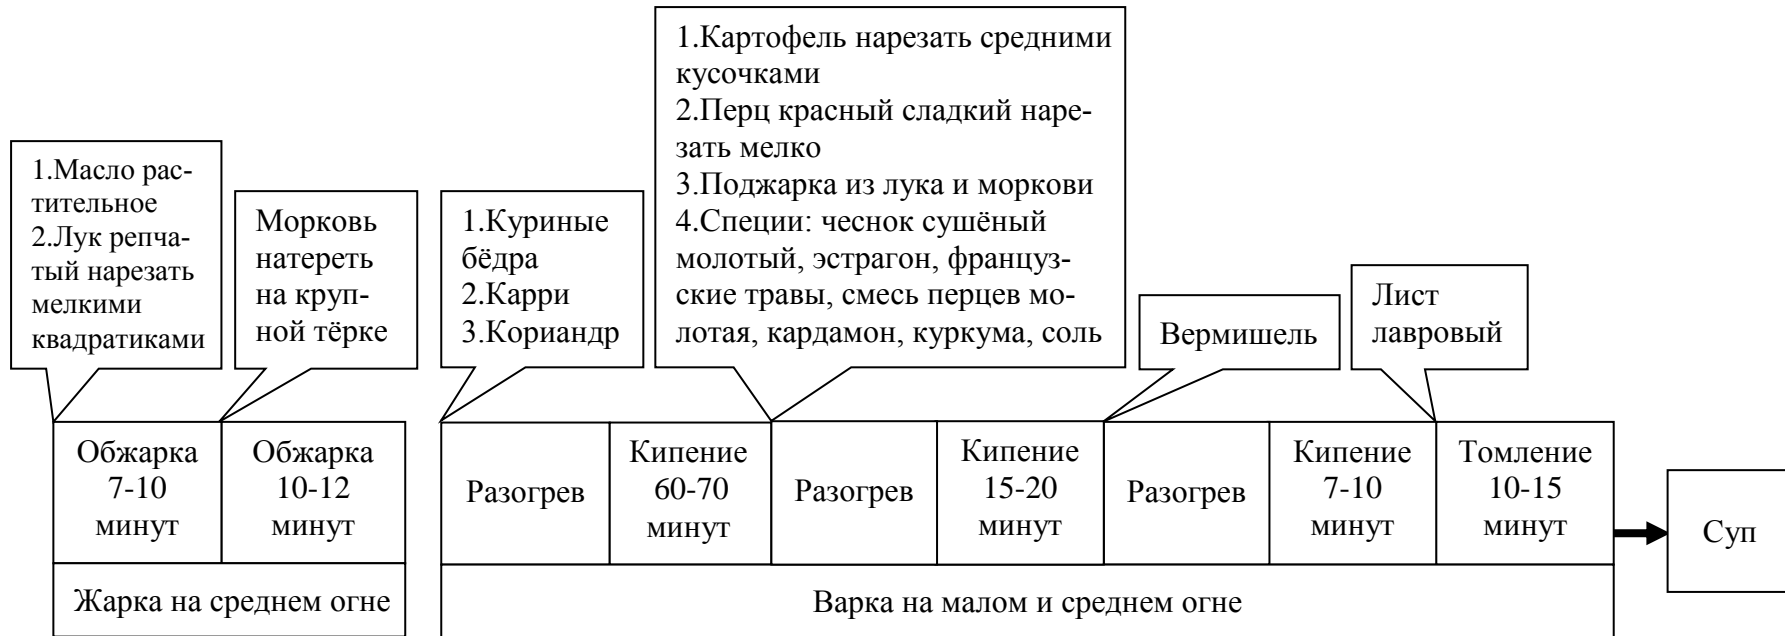 1.Масло рас-
тительное
2.Лук репча-
тый нарезать
мелкими
квадратиками
Морковь
натереть
на круп-
ной тёрке
1.Куриные
бёдра
2.Карри
3.Кориандр
1.Картофель нарезать средними
кусочками
2.Перц красный сладкий наре-
зать мелко
3.Поджарка из лука и моркови
4.Специи: чеснок сушёный
молотый, эстрагон, француз-
ские травы, смесь перцев мо-
лотая, кардамон, куркума, соль
Вермишель
Лист
лавровый
Обжарка
7-10
минут
Обжарка
10-12
минут
Разогрев
Кипение
60-70
минут
Разогрев
Кипение
15-20
минут
Разогрев
Кипение
7-10
минут
Томление
10-15
минут
Суп
Жарка на среднем огне
Варка на малом и среднем огне